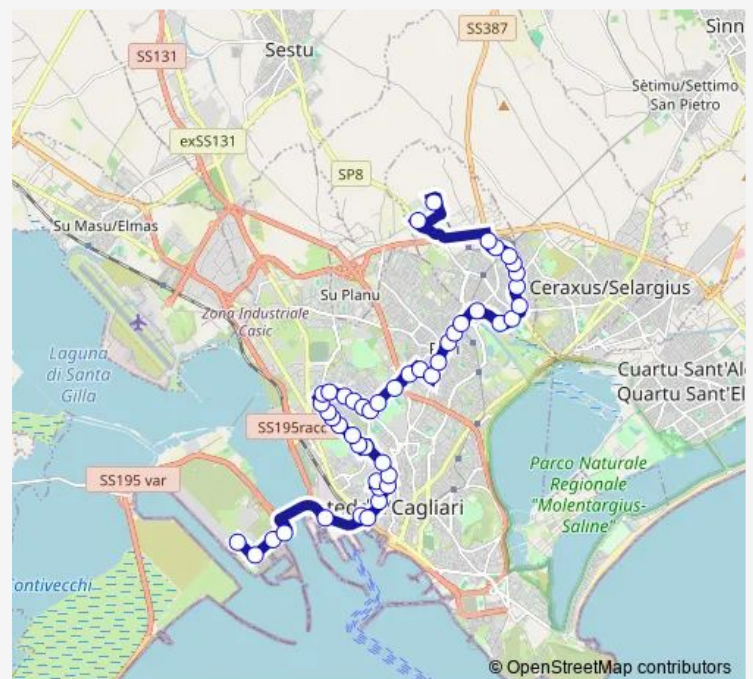 SS131
Sestu
SS387
Sinn
Sètimu/Settimo
San Pietro
exSS131
SP8
Su Masu/Elmas
Su Planu
Ceraxus/Selargius
Zona Industriale
Casic
Laguna
di Santa
Gilla
Cuartu Sant'Al
Quartu Sant'El
SS195racc
SS195 var
Parco Naturale
Regionale
"Molentargius-
Saline"
Cagliari
ontivecchi
© OpenStreetMap contributors